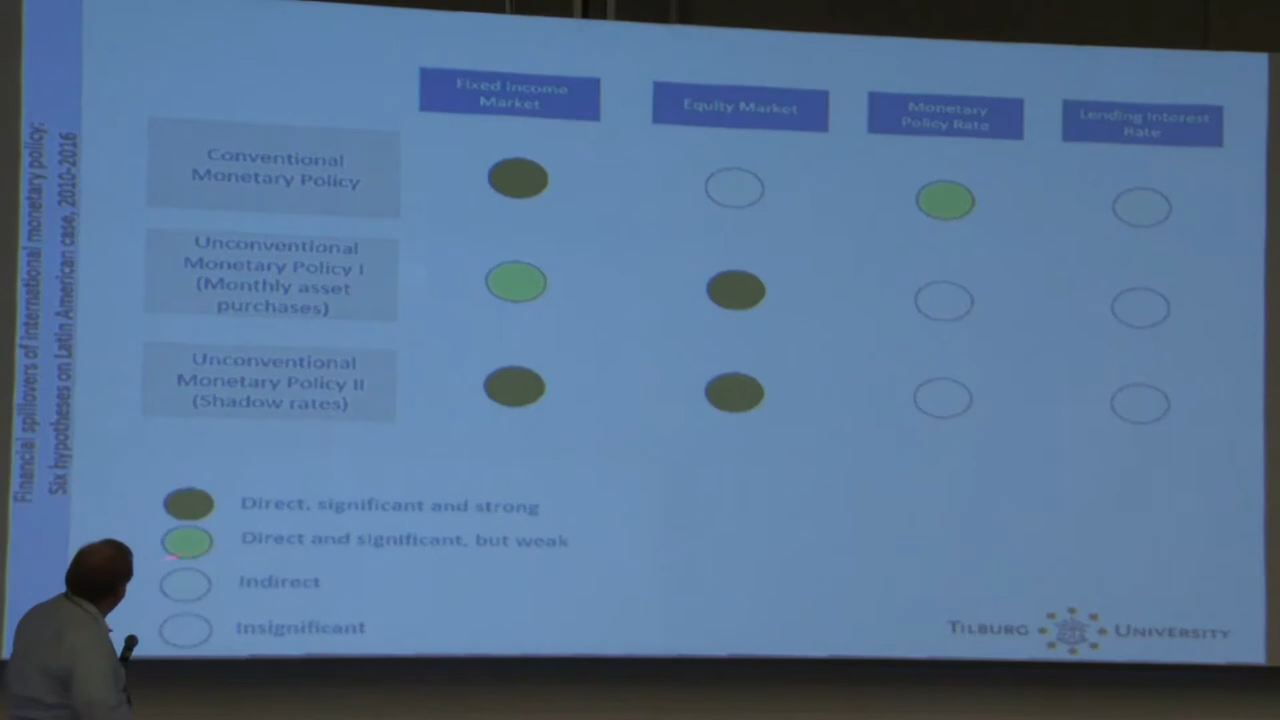 Financial spillovers of international monetary policy:
Six hypotheses on Latin American case, 2010-2016
Fixed Income
Market
Equity Market
Monetary
Policy Rate
Lending Interest
Rate
Conventional
Monetary Policy
Unconventional
Monetary Policy I
(Monthly asset
purchases)
Unconventional
Monetary Policy II
(Shadow rates)
Direct, significant and strong
Direct and significant, but weak
Indirect
Insignificant
TILBURG UNIVERSITY